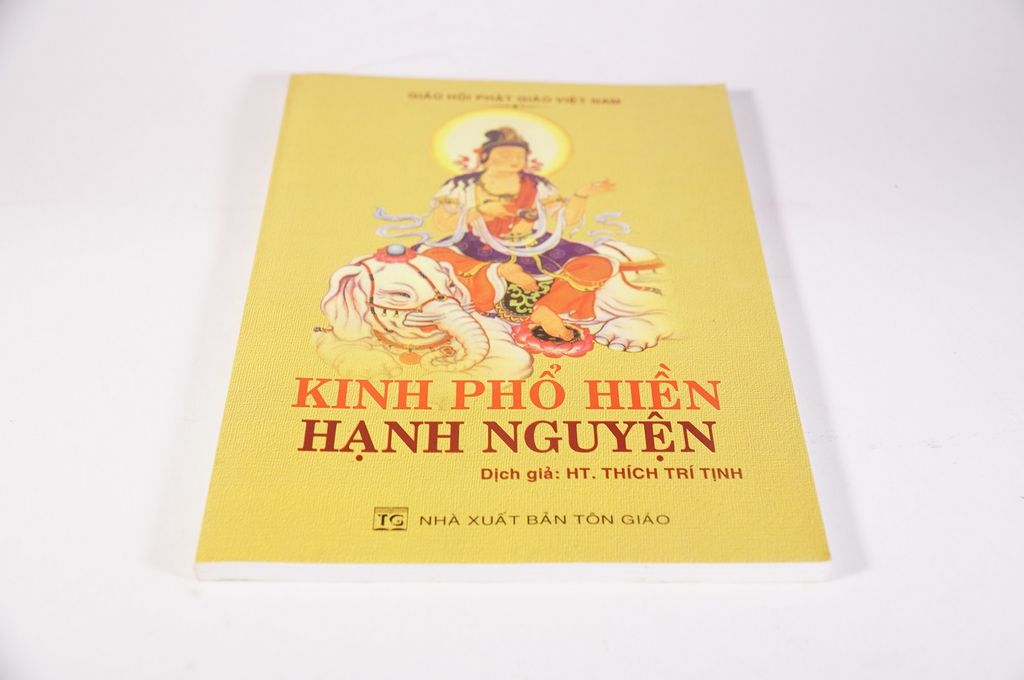 GIÁO HỘI PHẬT GIÁO VIỆT NAM
KINH PHỔ HIỀN
HẠNH NGUYỆN
Dịch giả: HT. THÍCH TRÍ TỊNH
TG NHÀ XUẤT BẢN TÔN GIÁO